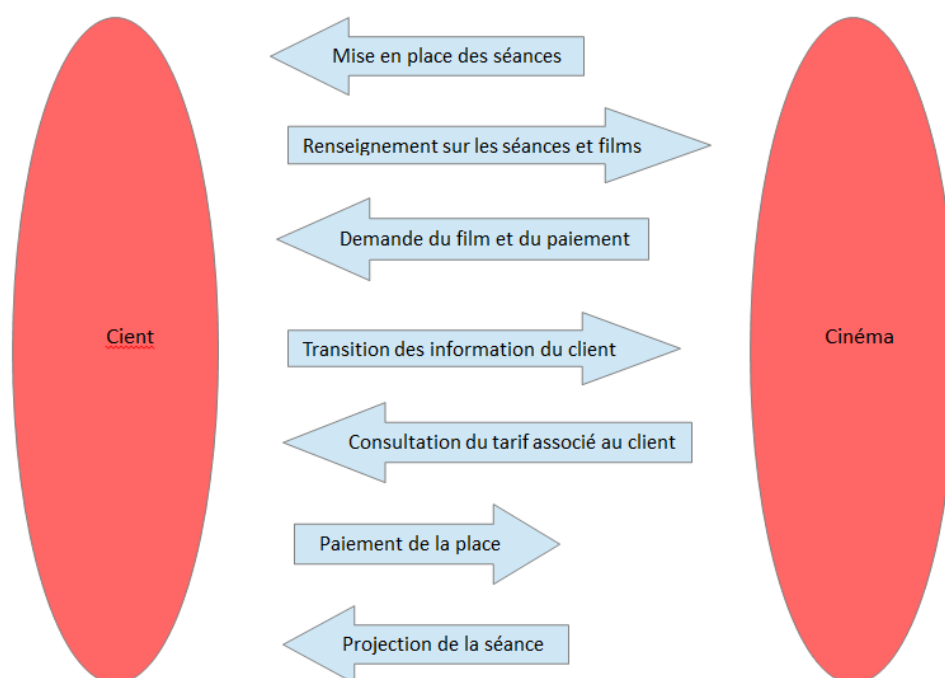 Mise en place des séances
Renseignement sur les séances et films
Demande du film et du paiement
Cient
Cinéma
Transition des information du client
Consultation du tarif associé au client
Paiement de la place
Projection de la séance